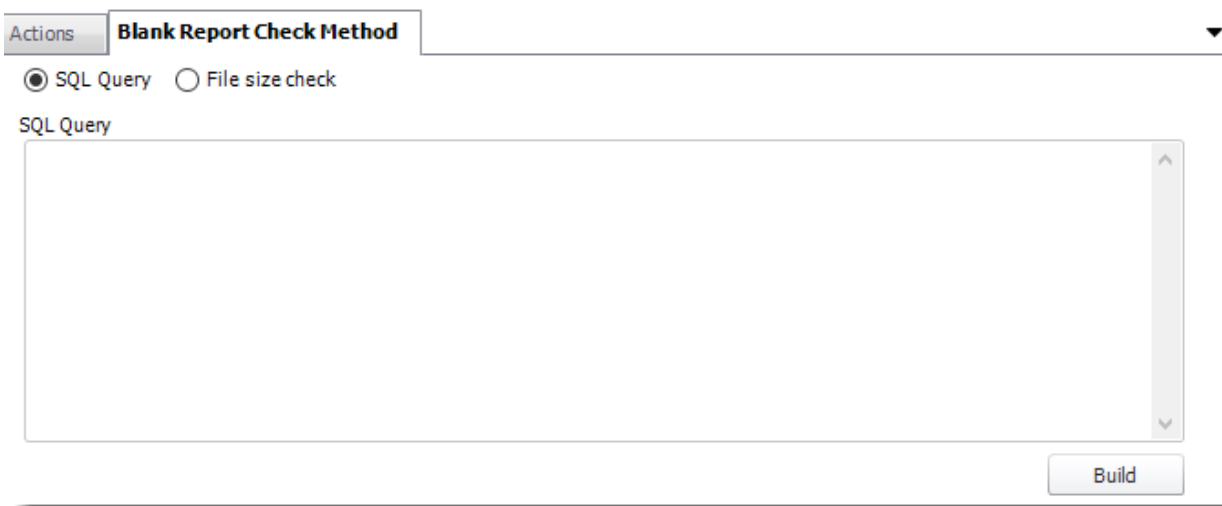 Actions Blank Report Check Method
SQL Query File size check
SQL Query
Build